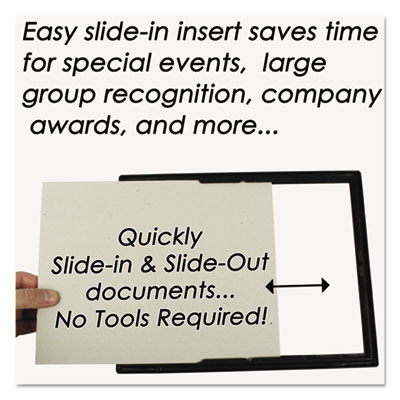 Easy slide-in insert saves time
for special events, large
group recognition, company
awards, and more...
Quickly
Slide-in & Slide-Out
documents...
No Tools Required!